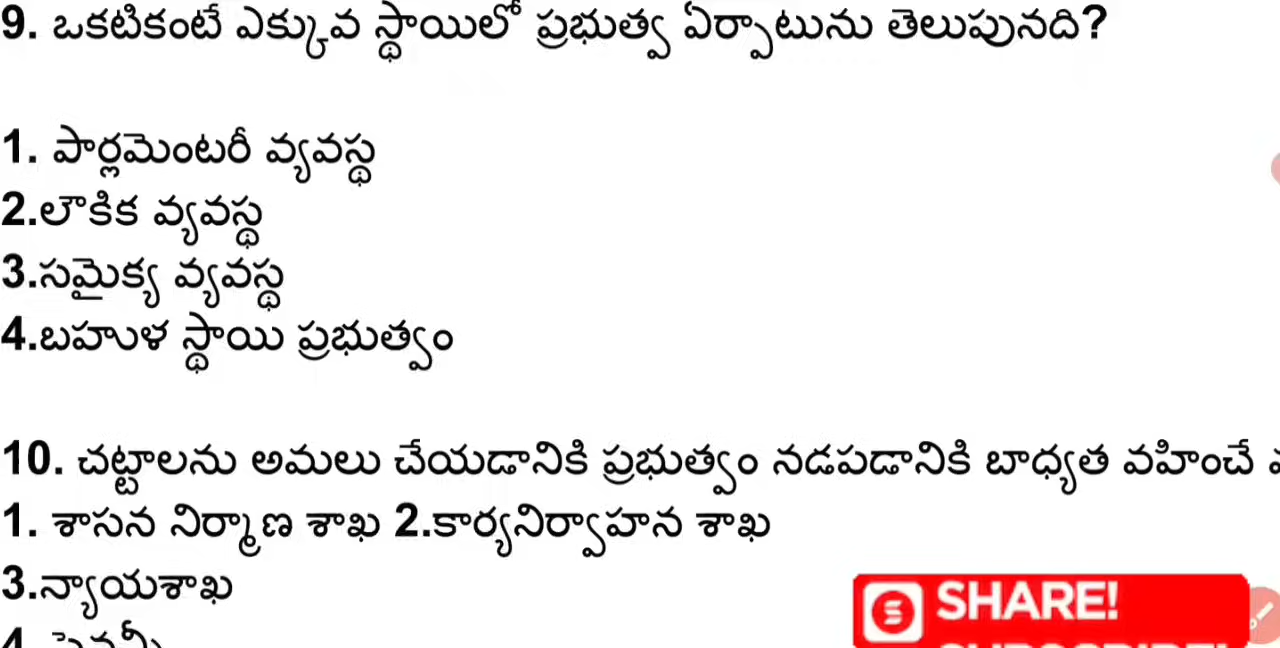 9. ఒకటికంటే ఎక్కువ స్థాయిలో ప్రభుత్వ ఏర్పాటును తెలుపునది?
1. పార్లమెంటరీ వ్యవస్థ
2.లౌకిక వ్యవస్థ
3.సమైక్య వ్యవస్థ
4.బహుళ స్థాయి ప్రభుత్వం
10. చట్టాలను అమలు చేయడానికి ప్రభుత్వం నడపడానికి బాధ్యత వహించే
1. శాసన నిర్మాణ శాఖ 2.కార్యనిర్వాహన శాఖ
3.న్యాయశాఖ
4.
SHARE!